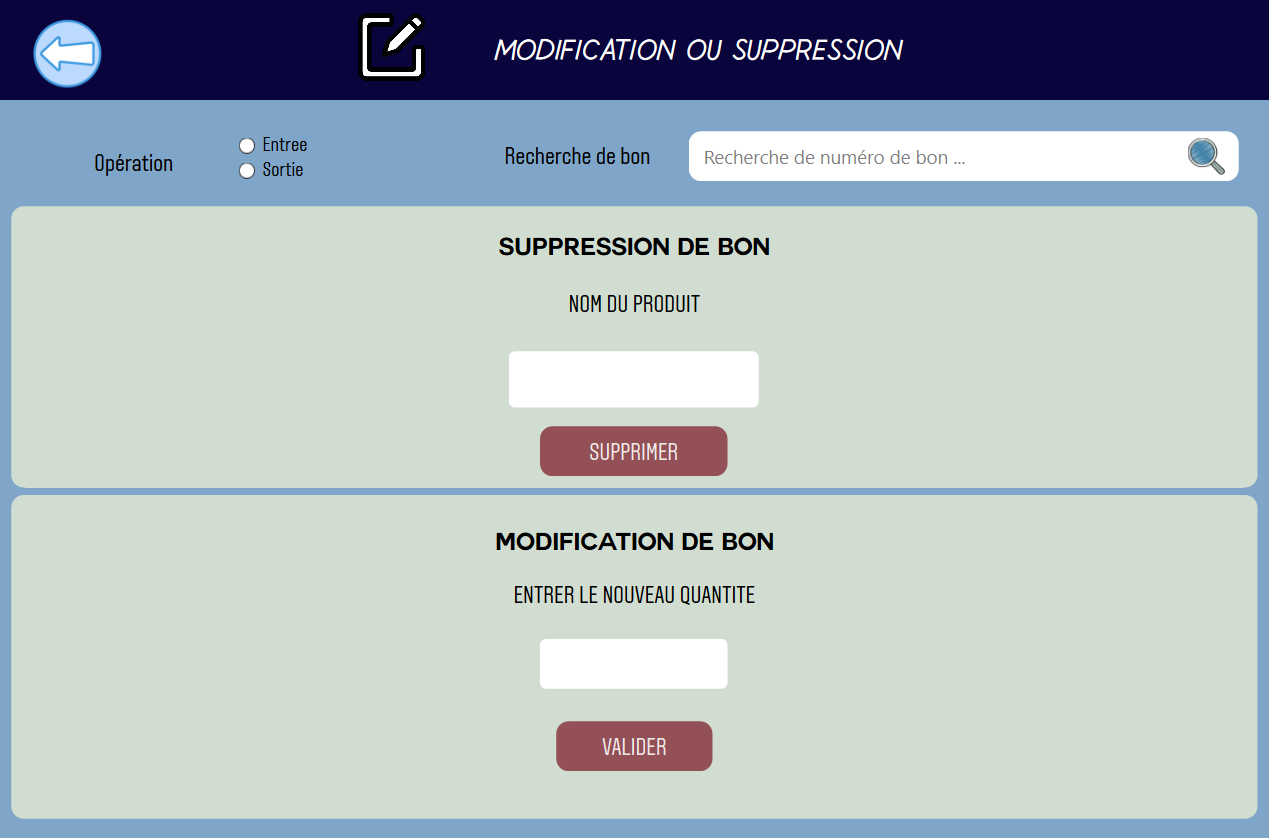 MODIFICATION OU SUPPRESSION
Opération
Entree
Sortie
Recherche de bon
Recherche de numéro de bon ...
SUPPRESSION DE BON
NOM DU PRODUIT
SUPPRIMER
MODIFICATION DE BON
ENTRER LE NOUVEAU QUANTITE
VALIDER